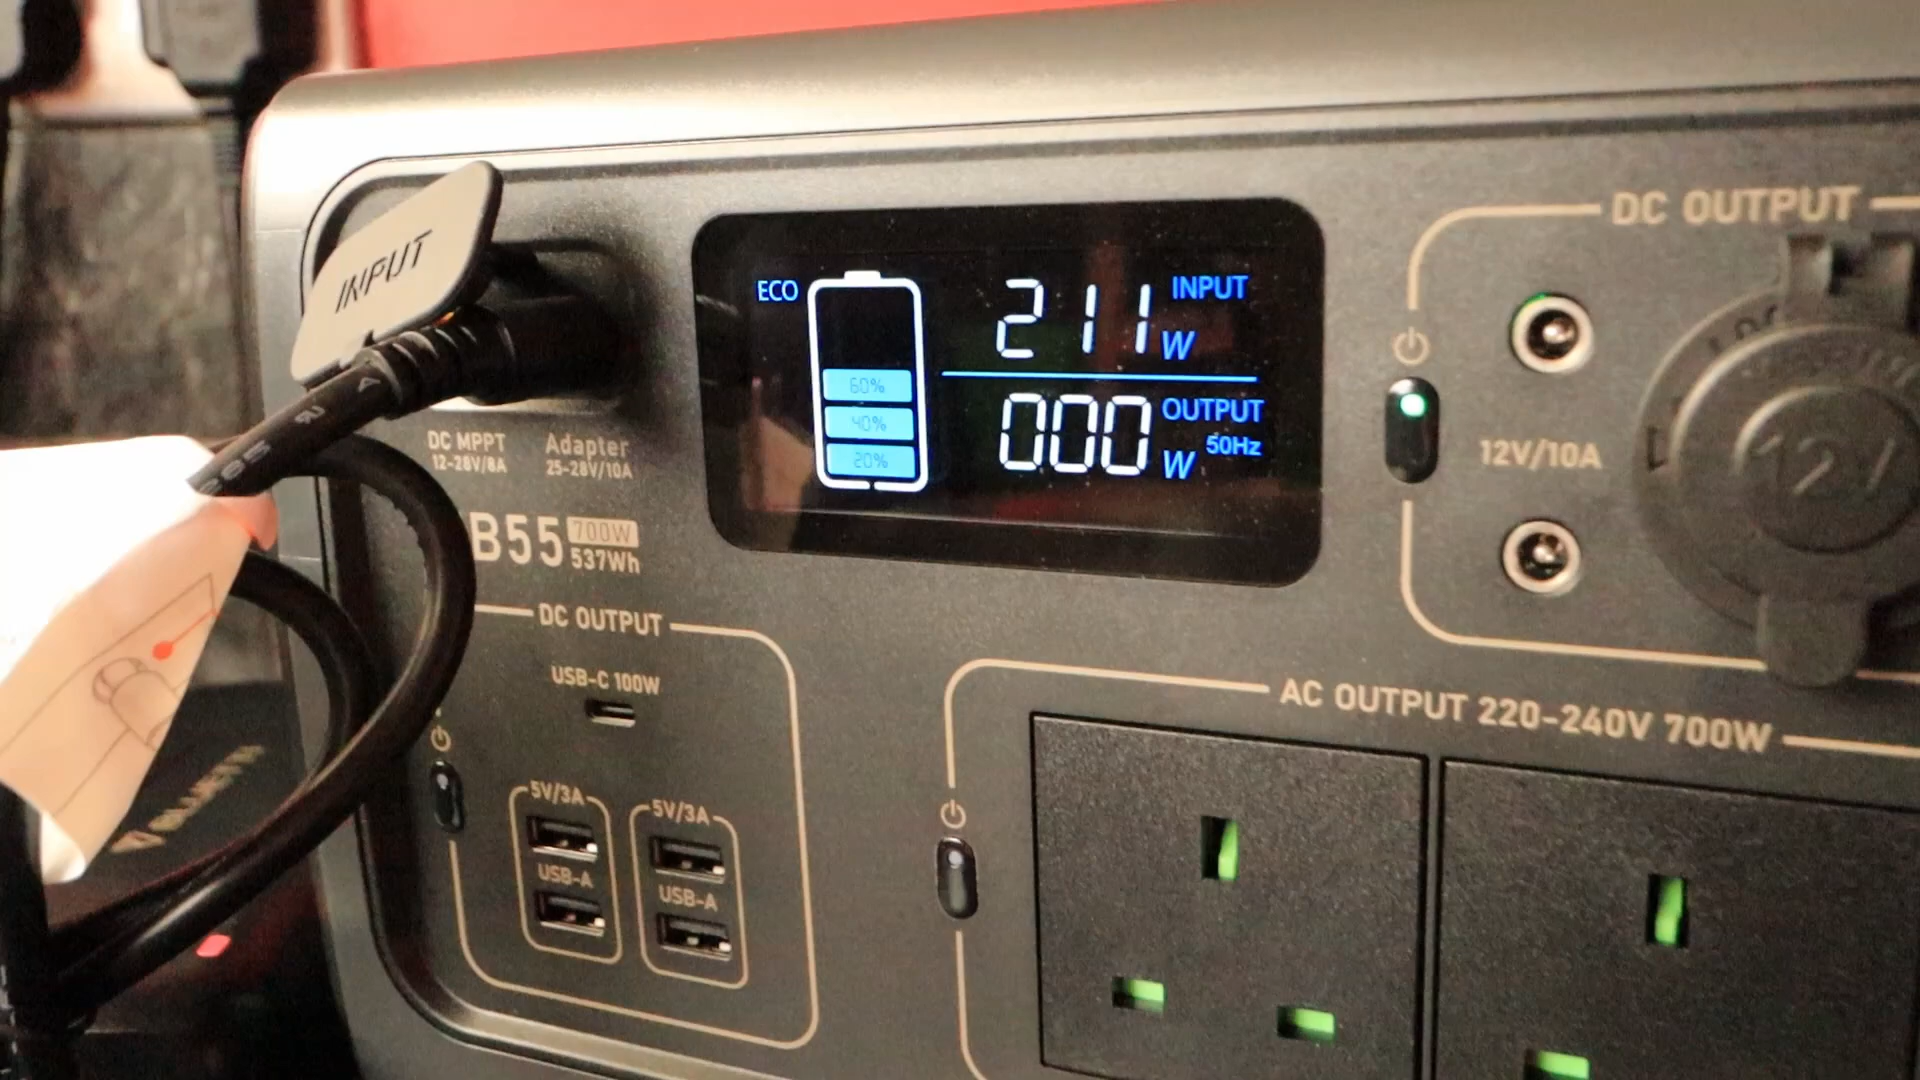 INPUT
ECO
60%
40%
20%
211 W INPUT
000 W OUTPUT
50Hz
DC MPPT
12-28V/8A
Adapter
25-28V/10A
B55 700W
537Wh
DC OUTPUT
USB-C 100W
5V/3A
USB-A
5V/3A
USB-A
DC OUTPUT
12V/10A
12V
AC OUTPUT 220-240V 700W
BLUETTI